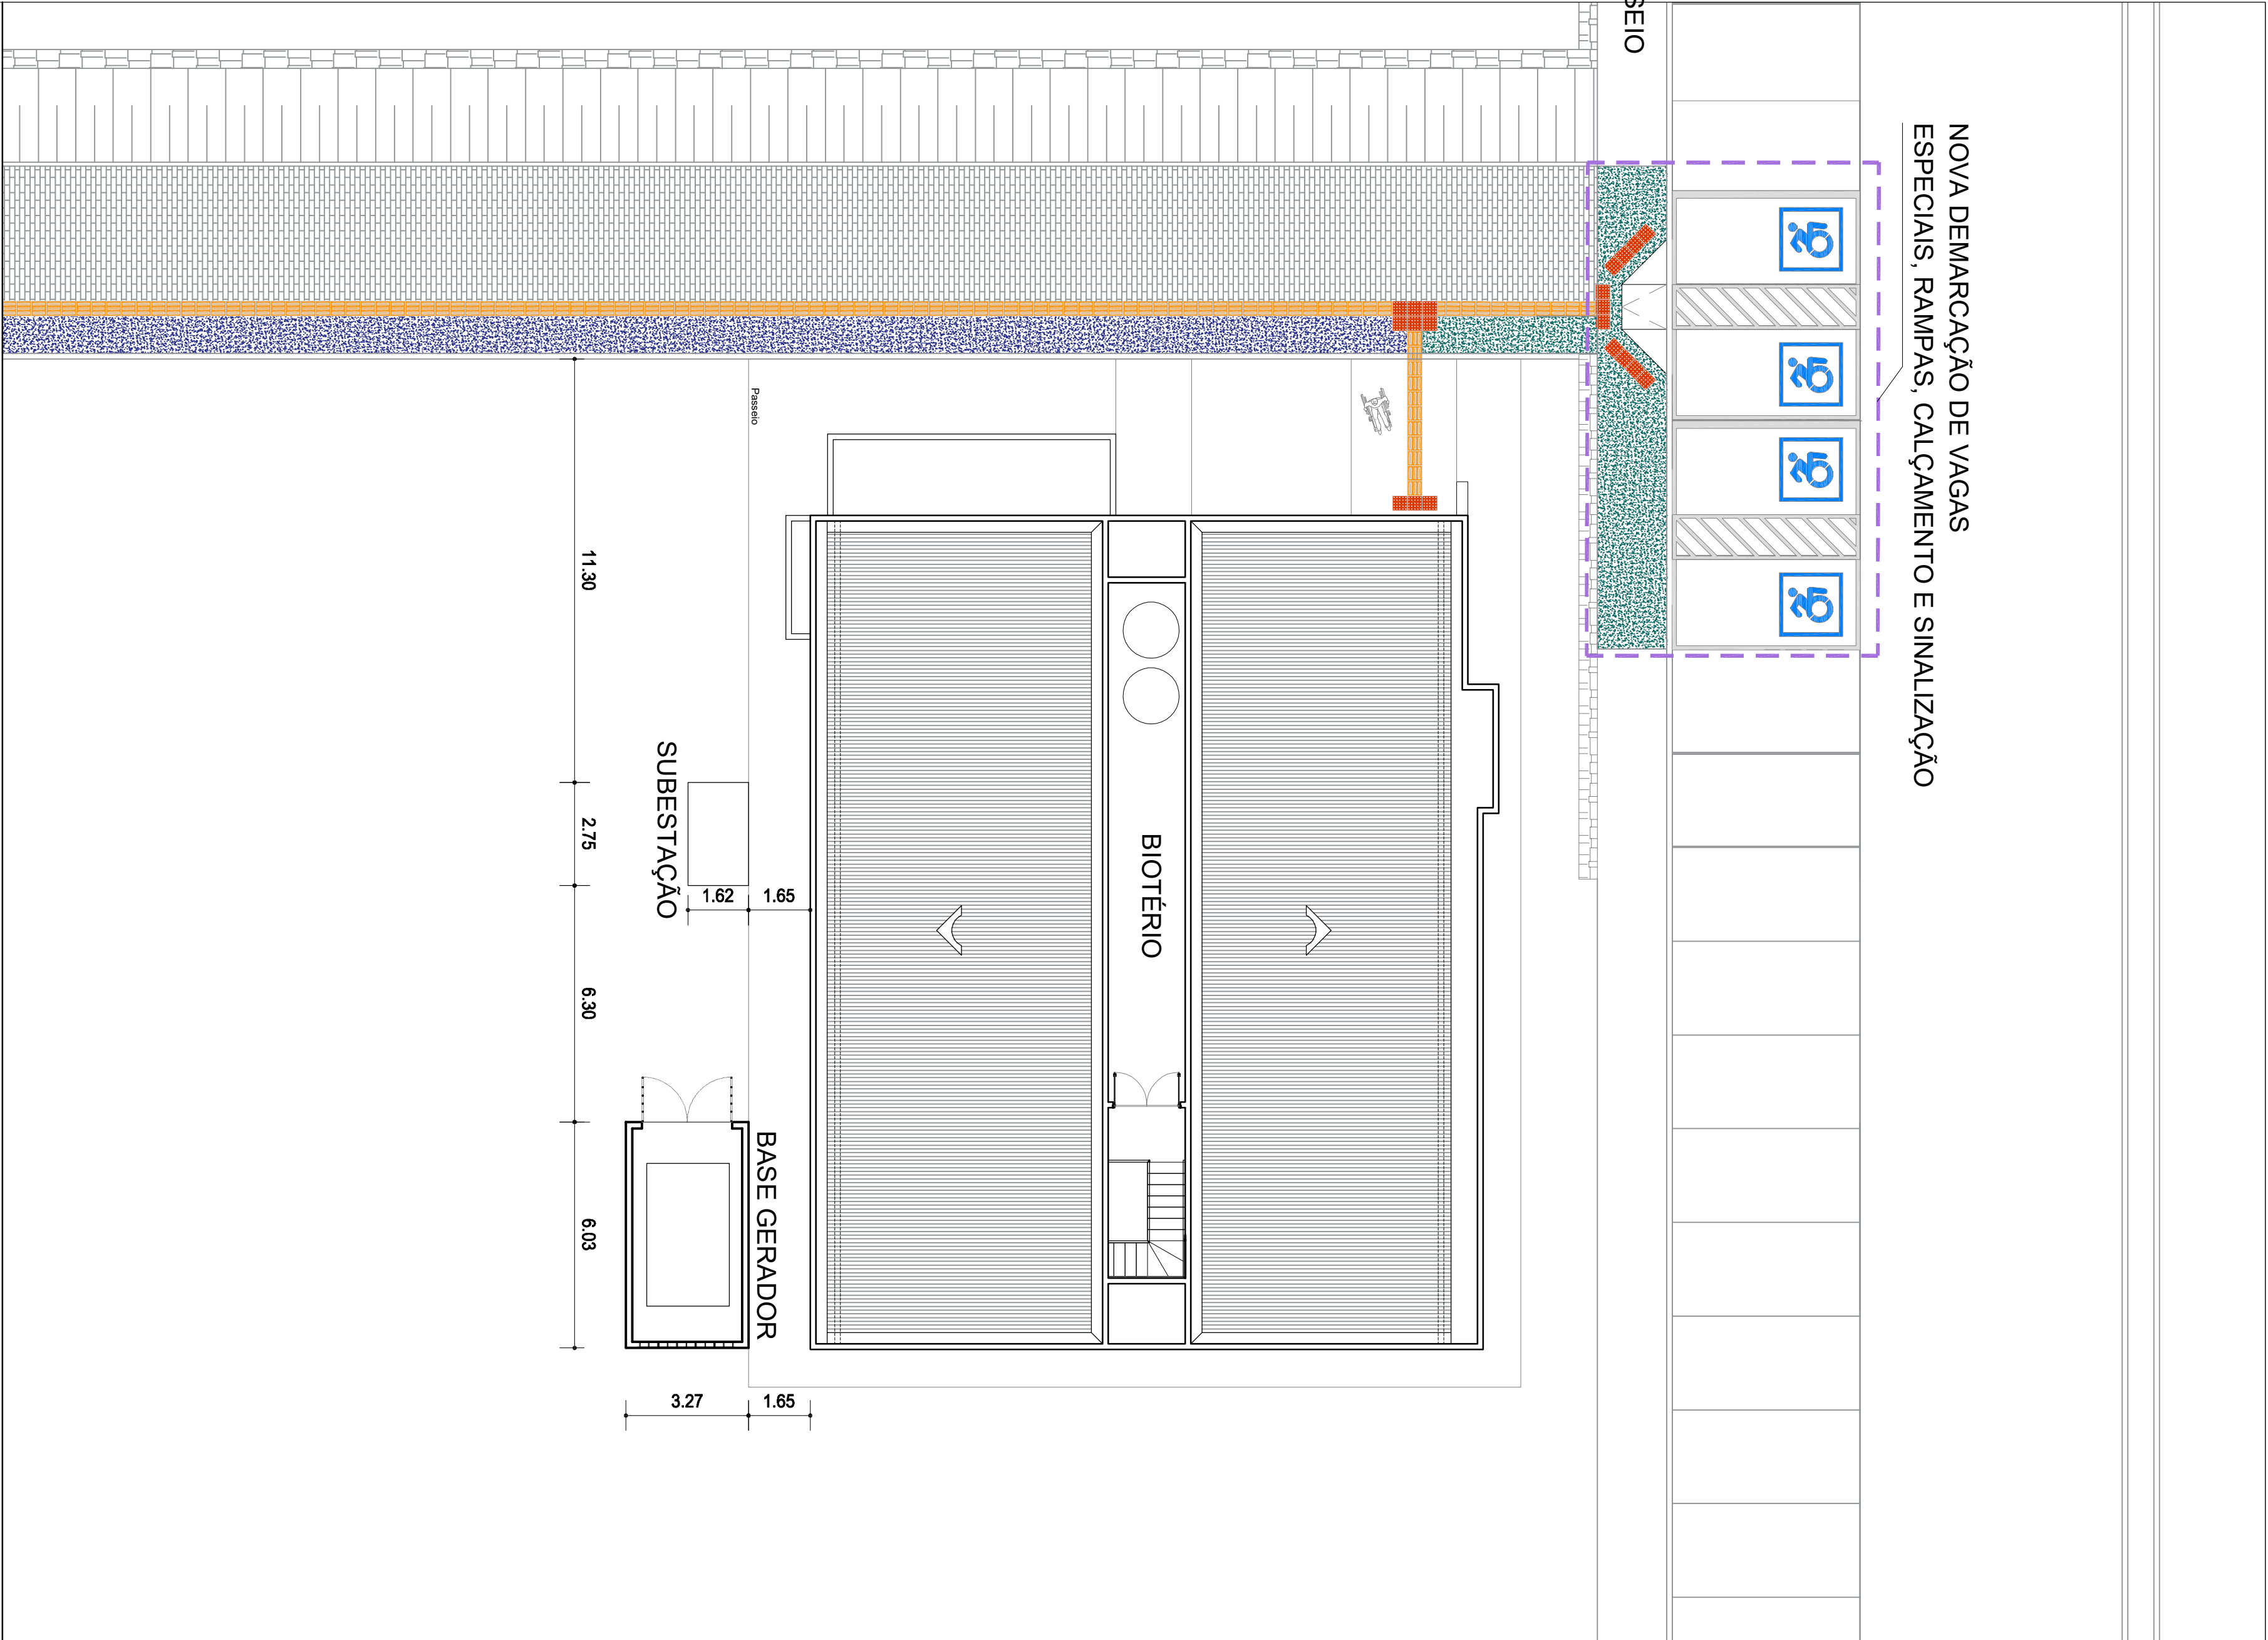 NOVA DEMARCAÇÃO DE VAGAS
ESPECIAIS, RAMPAS, CALÇAMENTO E SINALIZAÇÃO
SEIO
Passeio
BIOTÉRIO
SUBESTAÇÃO
BASE GERADOR
11.30
2.75
6.30
6.03
1.62
1.65
3.27
1.65